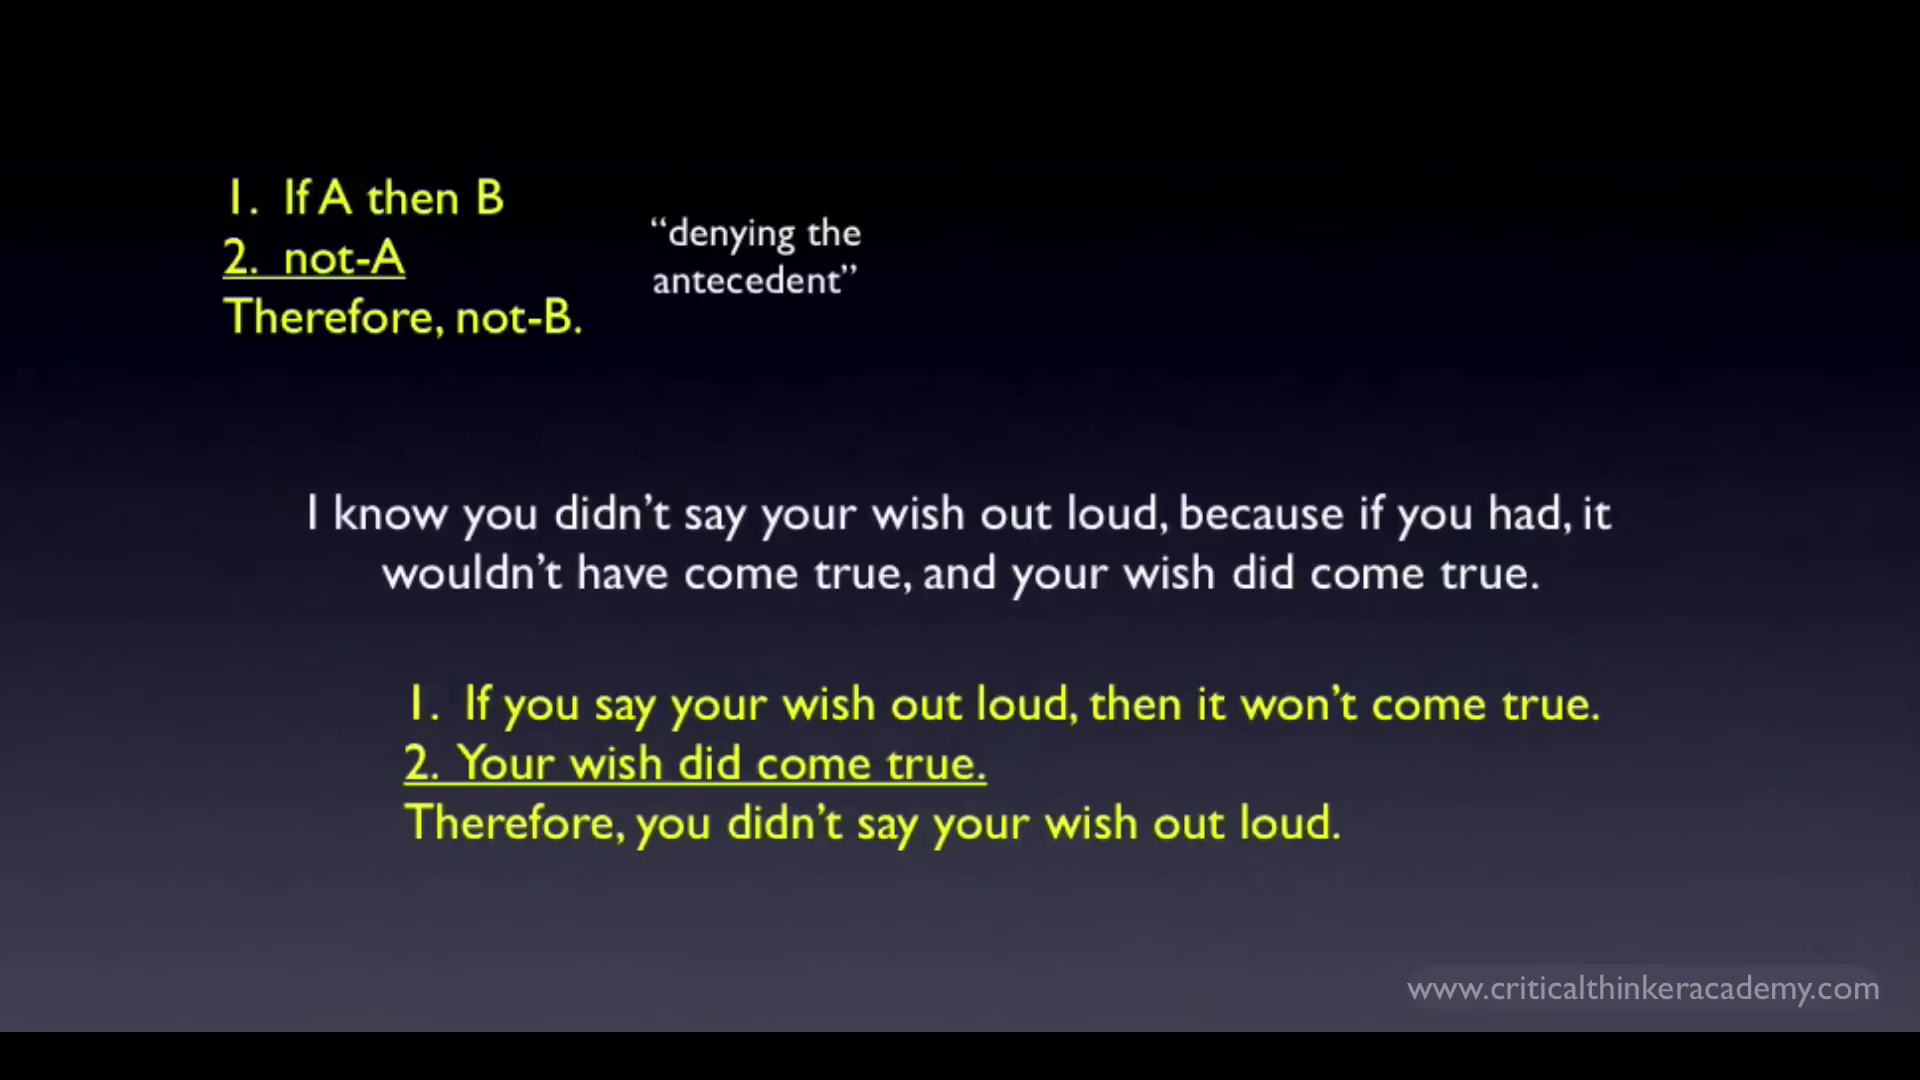 1. If A then B
2. not-A
Therefore, not-B.
“denying the
antecedent”
I know you didn’t say your wish out loud, because if you had, it
wouldn’t have come true, and your wish did come true.
1. If you say your wish out loud, then it won’t come true.
2. Your wish did come true.
Therefore, you didn’t say your wish out loud.
www.criticalthinkeracademy.com